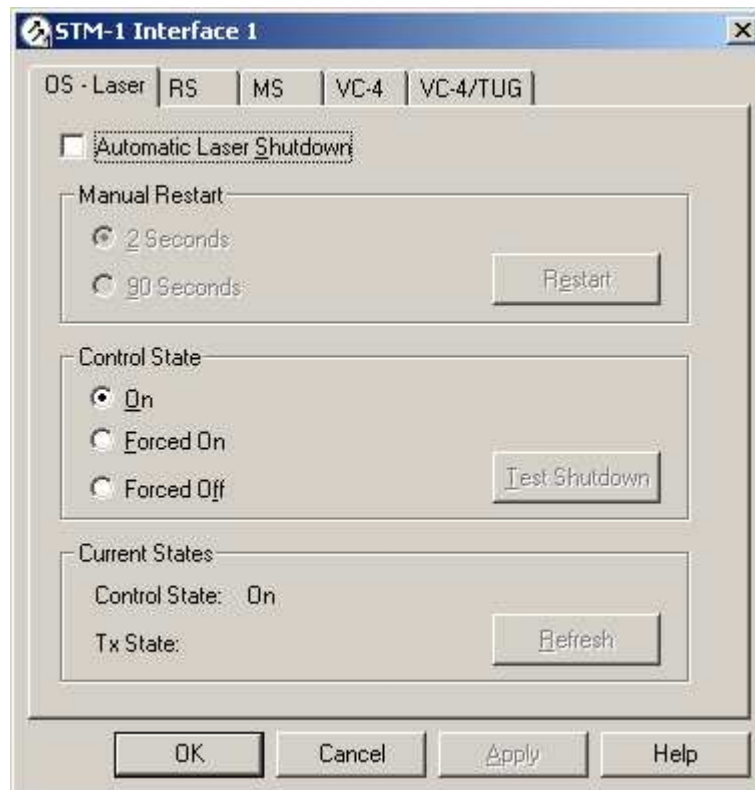 STM-1 Interface 1
OS - Laser RS MS VC-4 VC-4/TUG
Automatic Laser Shutdown
Manual Restart
2 Seconds
90 Seconds
Restart
Control State
On
Forced On
Forced Off
Test Shutdown
Current States
Control State: On
Tx State:
Refresh
OK Cancel Apply Help